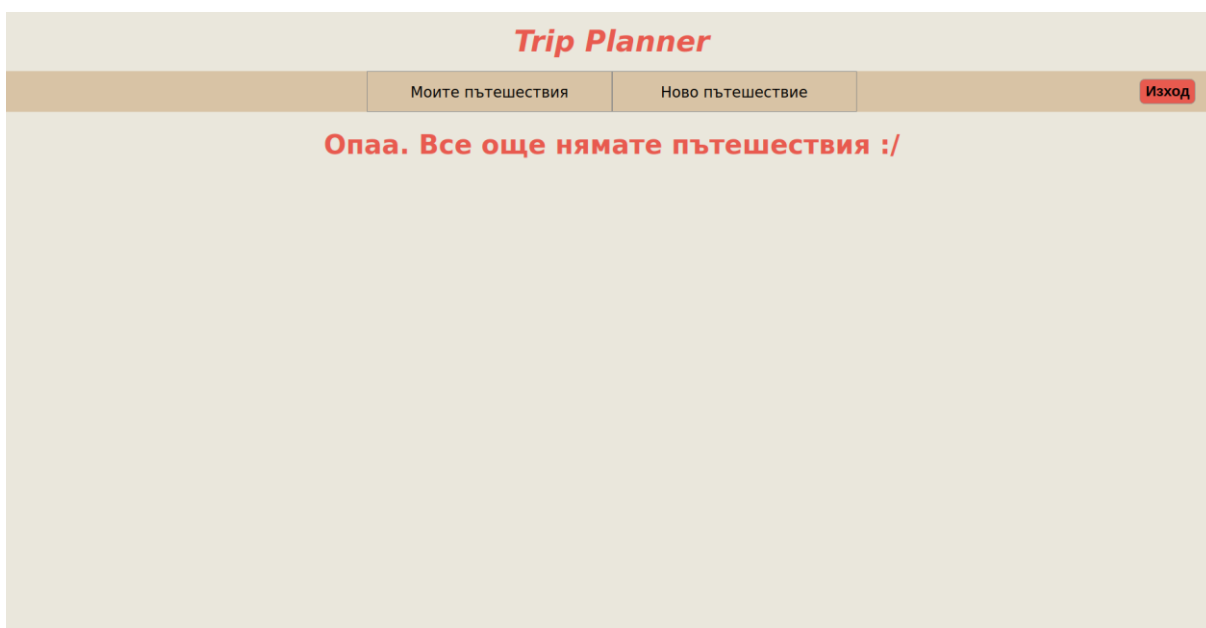 Trip Planner
Моите пътешествия
Ново пътешествие
Изход
Опаа. Все още нямате пътешествия :/